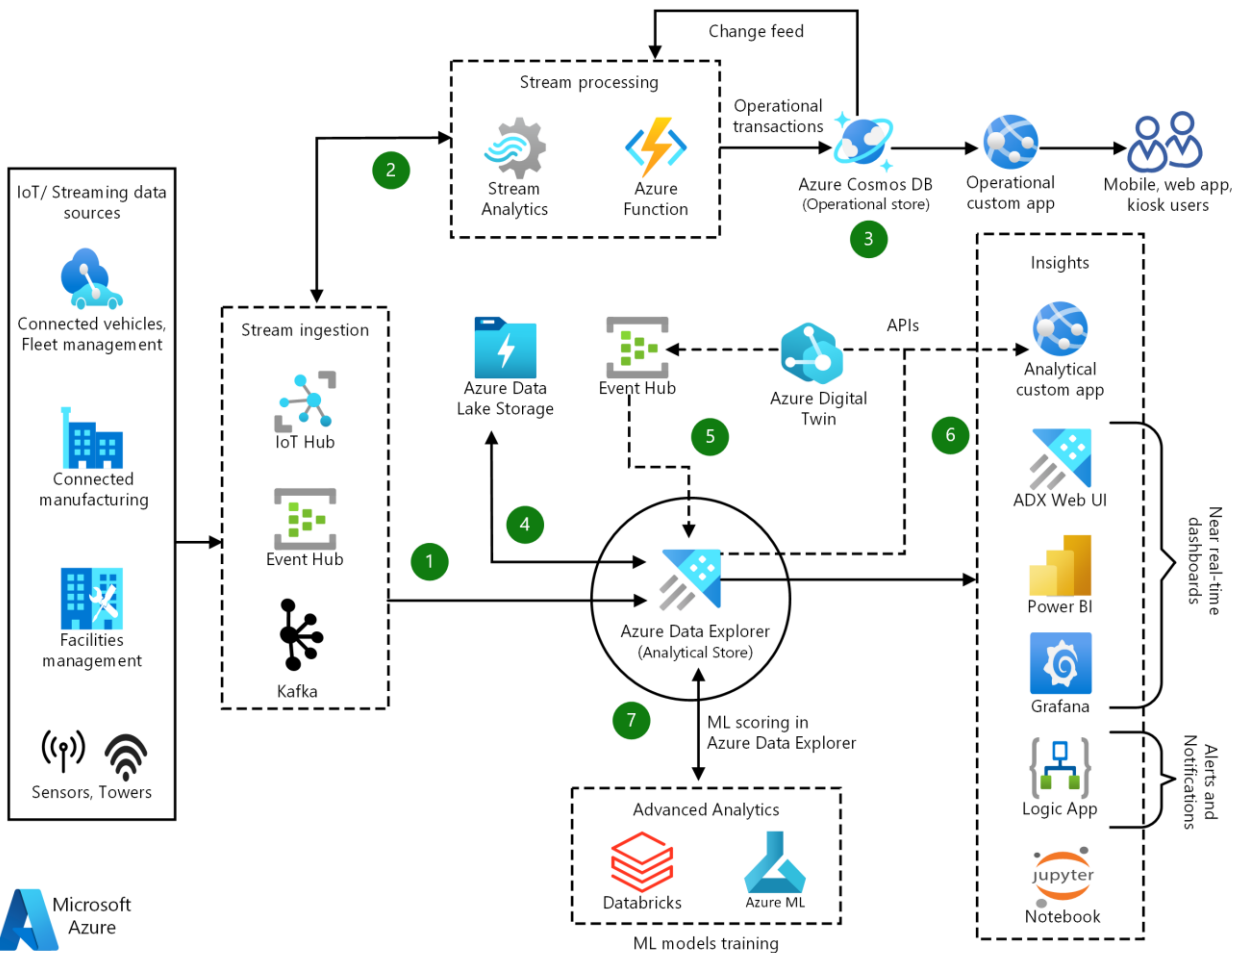 Change feed
Stream processing
Operational
transactions
2
Stream
Analytics
Azure
Function
Azure Cosmos DB
(Operational store)
3
Operational
custom app
Mobile, web app,
kiosk users
IoT/ Streaming data
sources
Connected vehicles,
Fleet management
Connected
manufacturing
Facilities
management
Sensors, Towers
Stream ingestion
IoT Hub
Event Hub
Kafka
1
Azure Data
Lake Storage
4
Event Hub
5
Azure Digital
Twin
APIs
6
Azure Data Explorer
(Analytical Store)
7
ML scoring in
Azure Data Explorer
Advanced Analytics
Databricks
Azure ML
ML models training
Insights
Analytical
custom app
ADX Web UI
Power BI
Grafana
Near real-time
dashboards
Logic App
Alerts and
Notifications
jupyter
Notebook
Microsoft
Azure